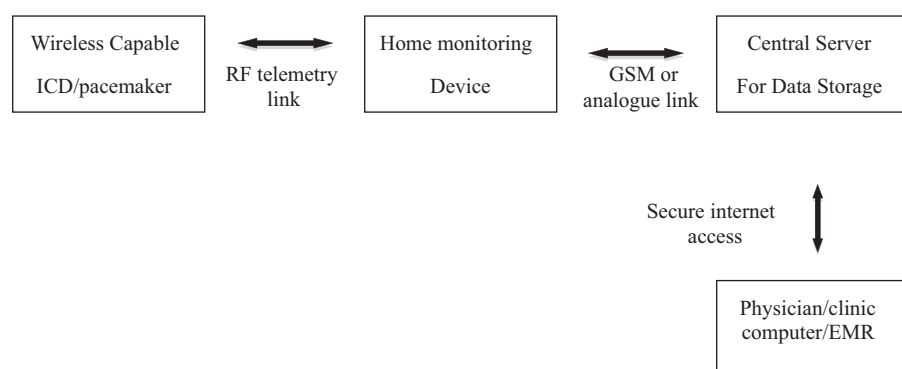 Wireless Capable
ICD/pacemaker
RF telemetry
link
Home monitoring
Device
GSM or
analogue link
Central Server
For Data Storage
Secure internet
access
Physician/clinic
computer/EMR